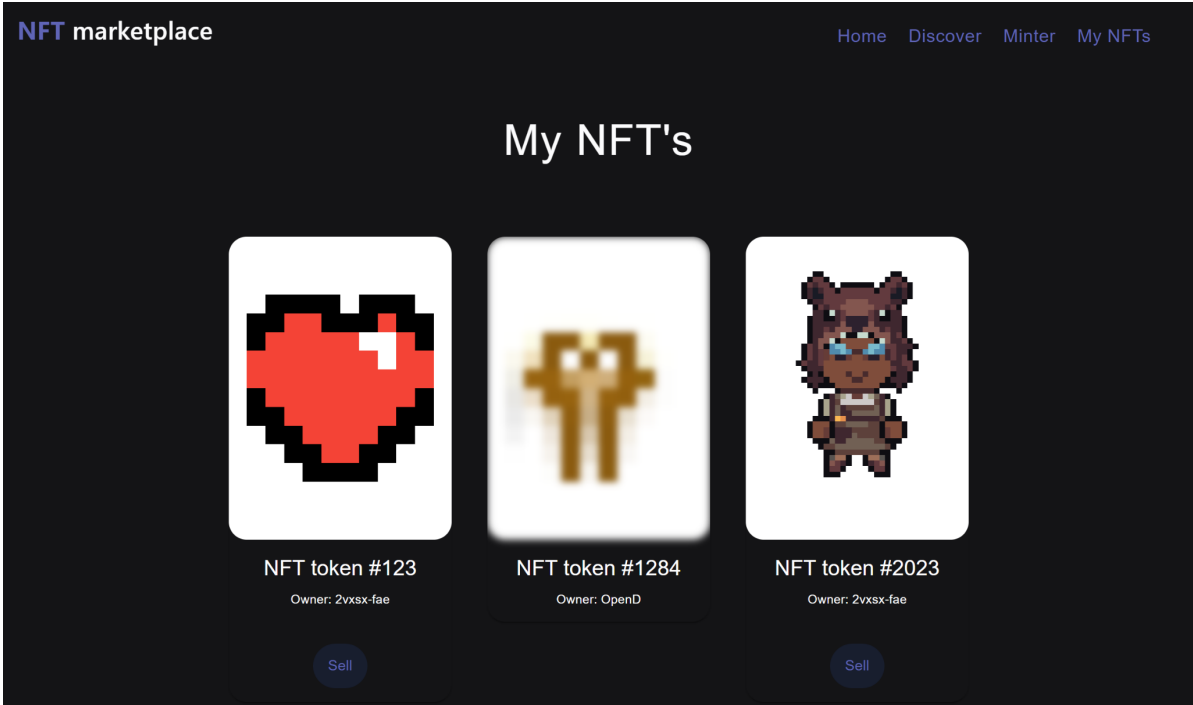 NFT marketplace
Home Discover Minter My NFTs
My NFT's
NFT token #123
Owner: 2vxsx-fae
Sell
NFT token #1284
Owner: OpenD
NFT token #2023
Owner: 2vxsx-fae
Sell